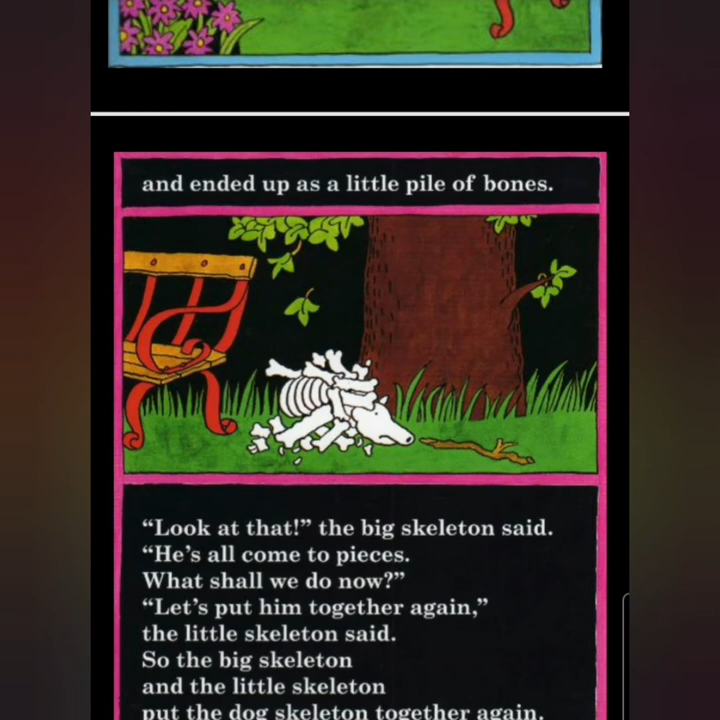 and ended up as a little pile of bones.
“Look at that!” the big skeleton said.
“He’s all come to pieces.
What shall we do now?”
“Let’s put him together again,”
the little skeleton said.
So the big skeleton
and the little skeleton
put the dog skeleton together again.